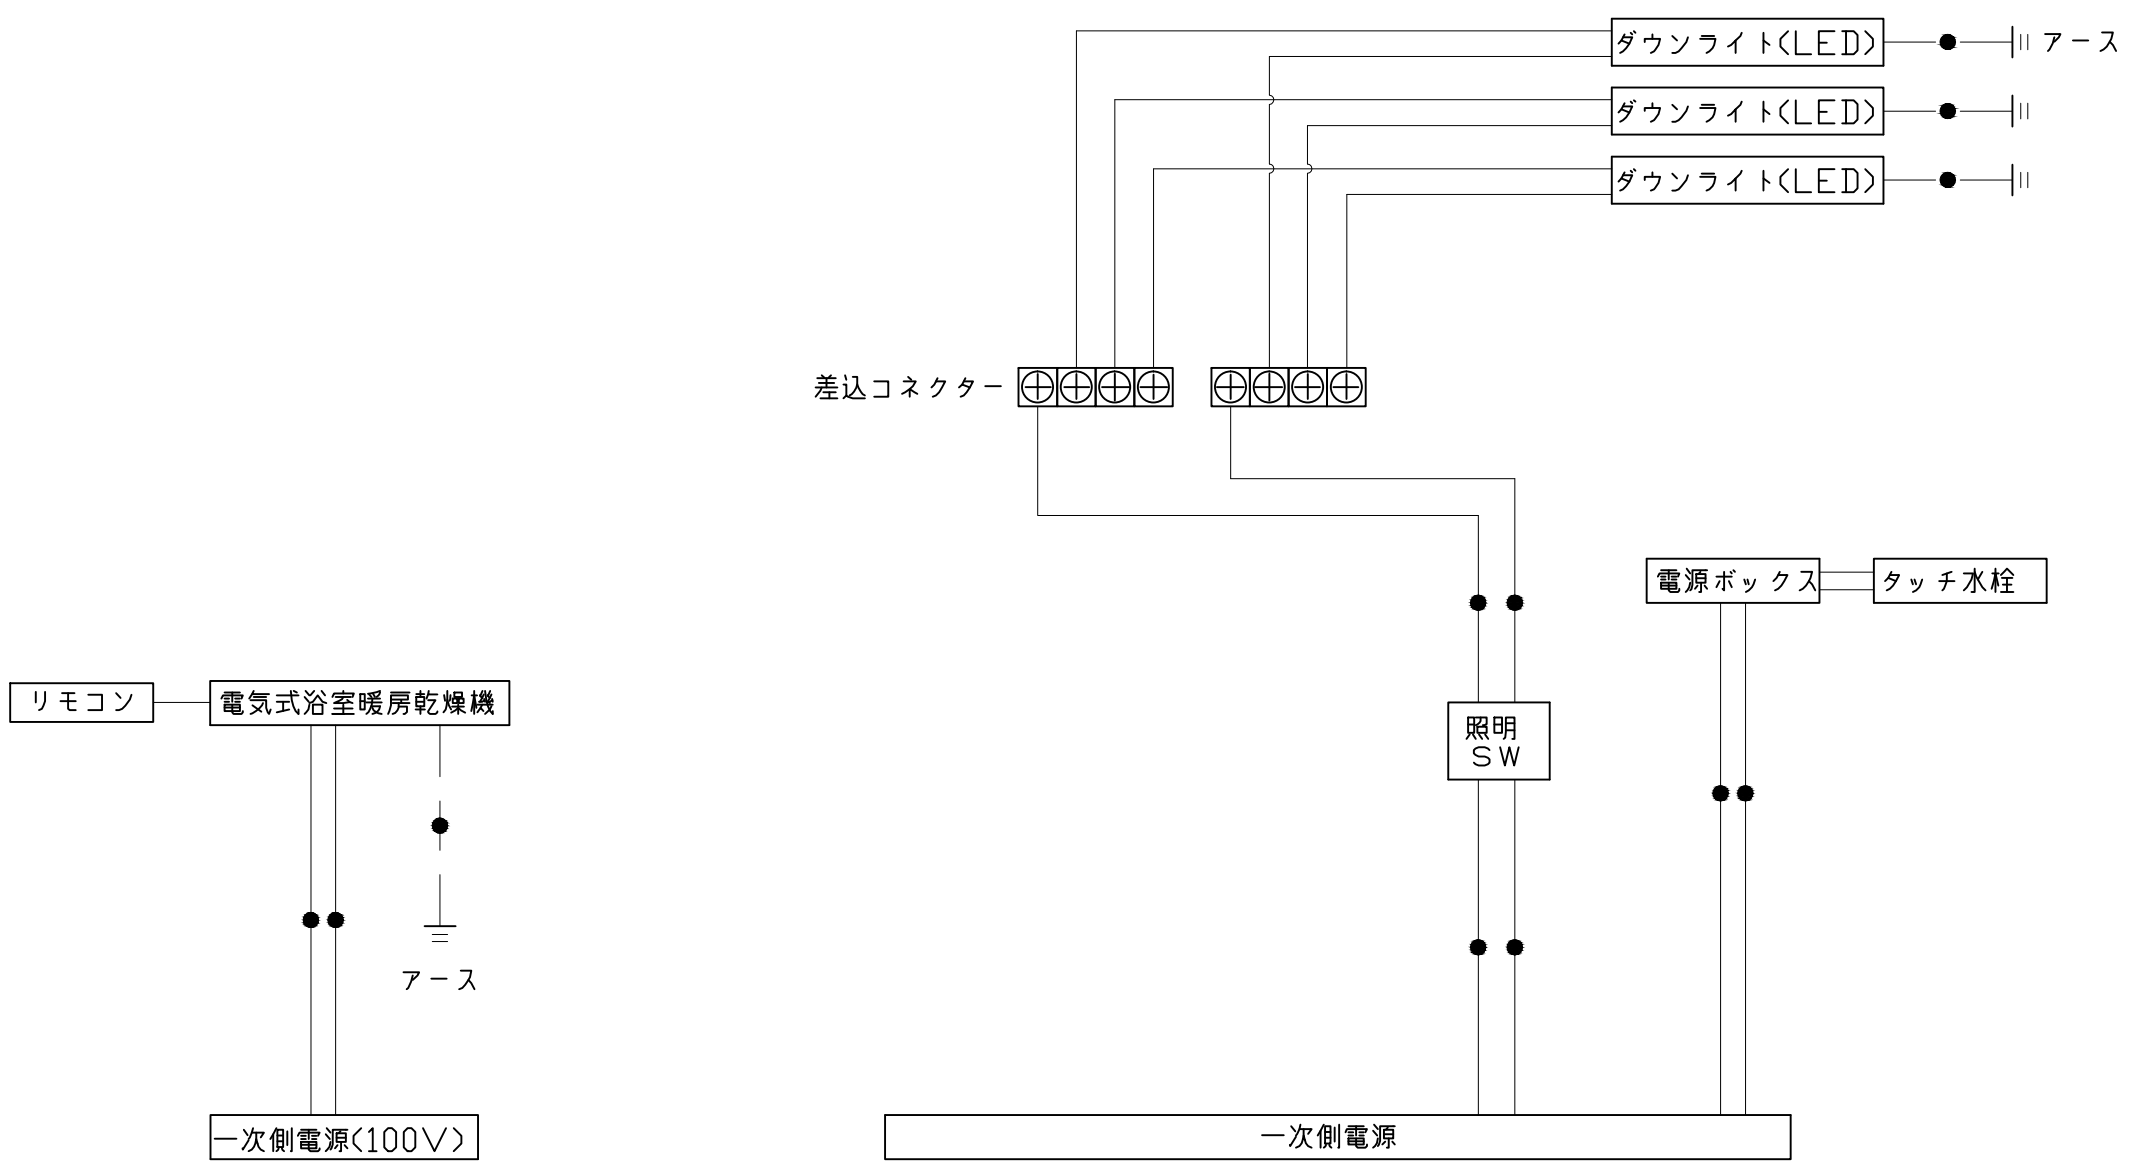 ダウンライト(LED)
アース
ダウンライト(LED)
ダウンライト(LED)
差込コネクター
電源ボックス
タッチ水栓
リモコン
電気式浴室暖房乾燥機
照明
SW
アース
一次側電源(100V)
一次側電源